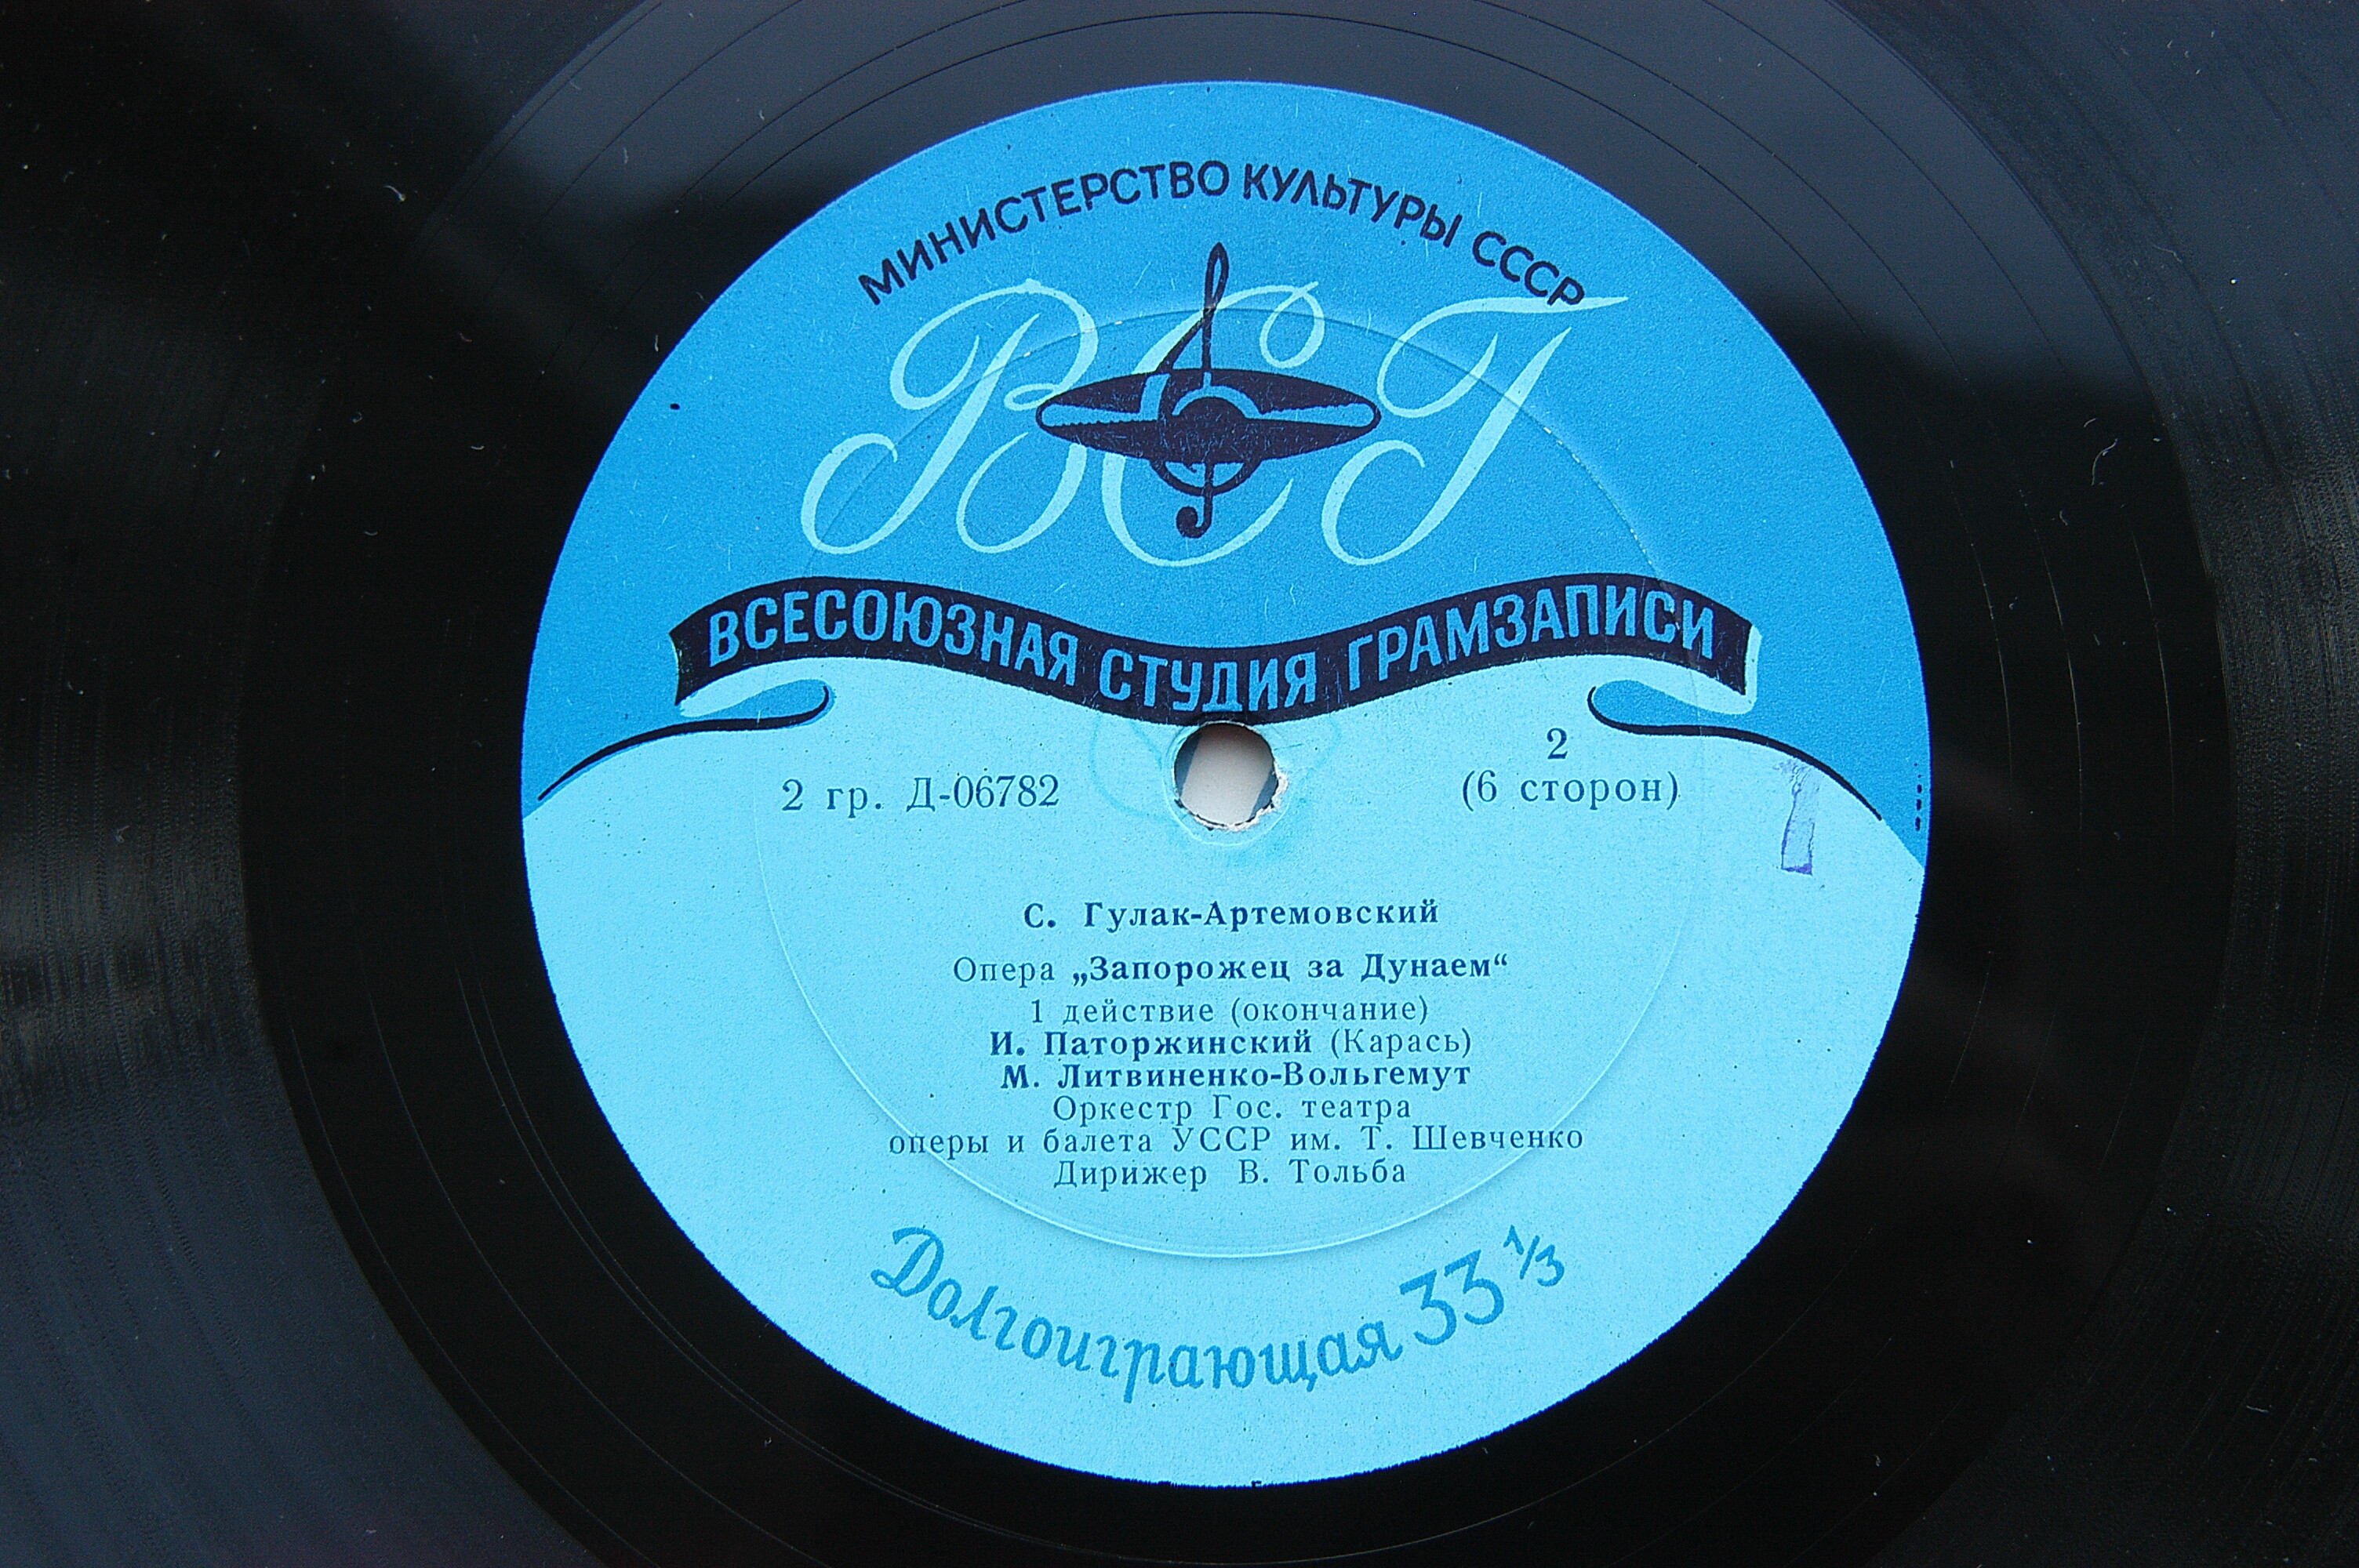 МИНИСТЕРСТВО КУЛЬТУРЫ СССР
ВСГ
ВСЕСОЮЗНАЯ СТУДИЯ ГРАМЗАПИСИ
2 гр. Д-06782
2
(6 сторон)
С. Гулак-Артемовский
Опера „Запорожец за Дунаем“
1 действие (окончание)
И. Паторжинский (Карась)
М. Литвиненко-Вольгемут
Оркестр Гос. театра
оперы и балета УССР им. Т. Шевченко
Дирижер В. Тольба
Долгоиграющая 33 1/3